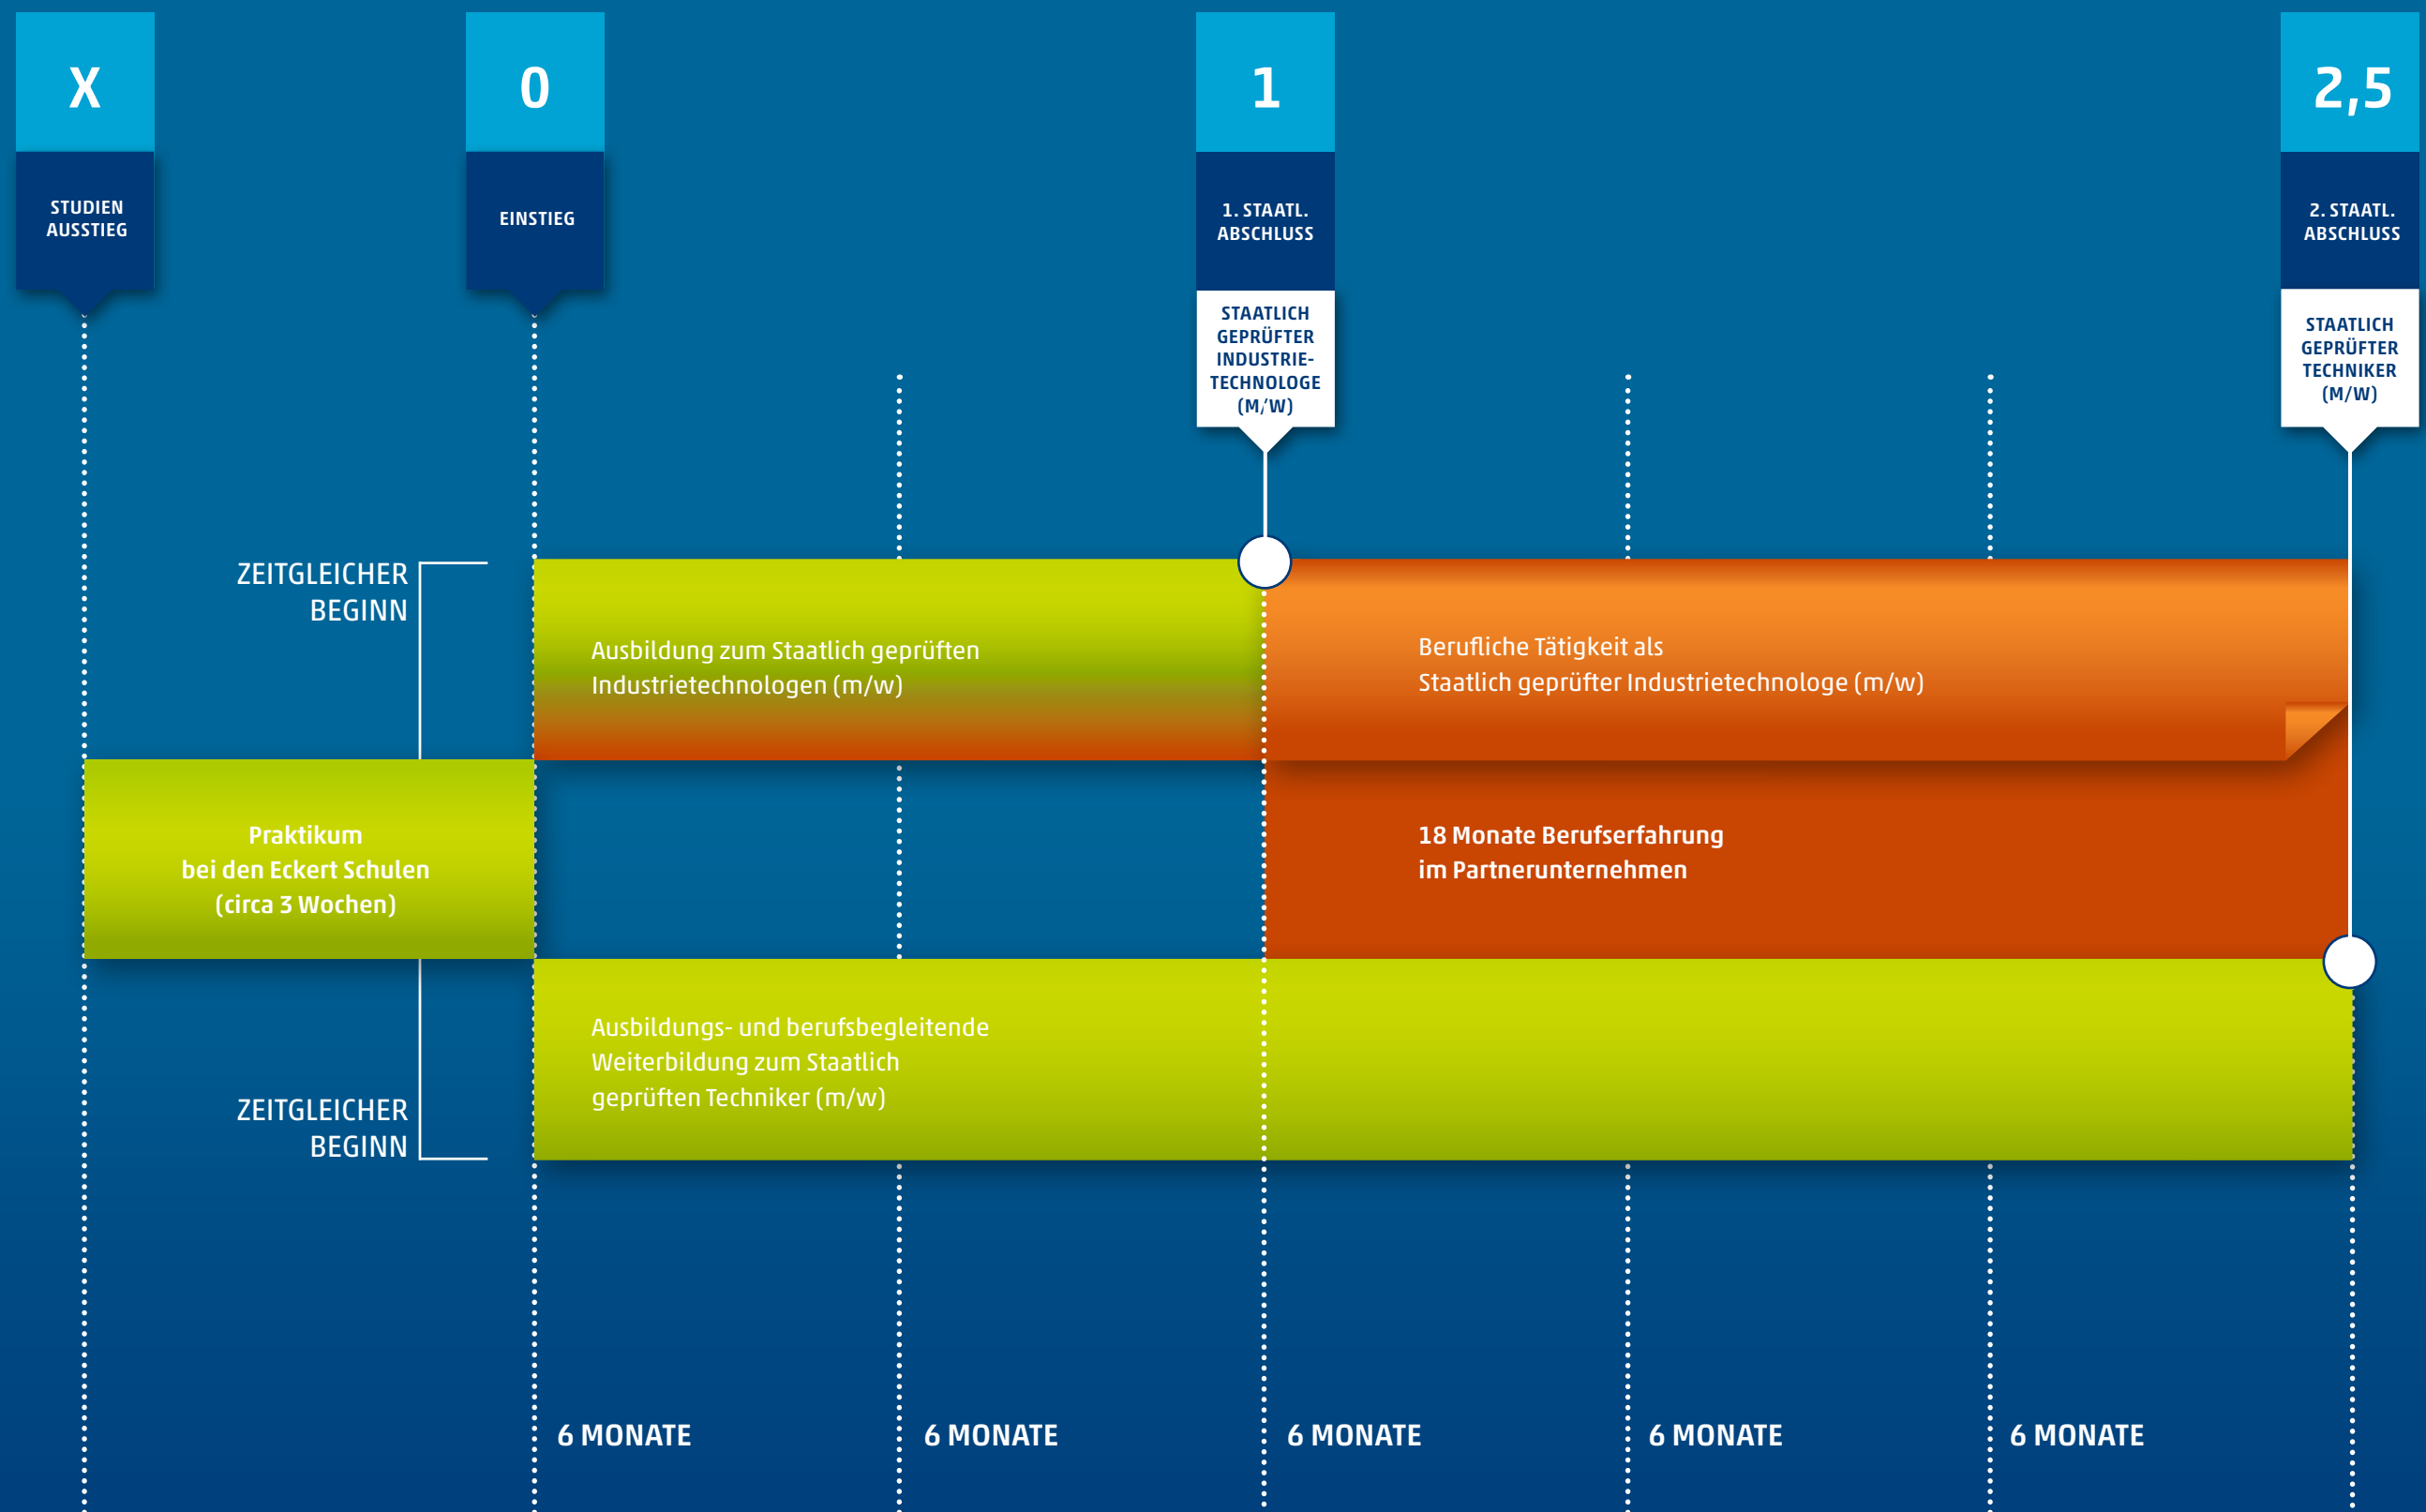 X
STUDIEN
AUSSTIEG
0
EINSTIEG
1
1. STAATL.
ABSCHLUSS
STAATLICH
GEPRÜFTER
INDUSTRIE-
TECHNOLOGE
(M/W)
2,5
2. STAATL.
ABSCHLUSS
STAATLICH
GEPRÜFTER
TECHNIKER
(M/W)
ZEITGLEICHER
BEGINN
Ausbildung zum Staatlich geprüften
Industrietechnologen (m/w)
Berufliche Tätigkeit als
Staatlich geprüfter Industrietechnologe (m/w)
Praktikum
bei den Eckert Schulen
(circa 3 Wochen)
18 Monate Berufserfahrung
im Partnerunternehmen
Ausbildungs- und berufsbegleitende
Weiterbildung zum Staatlich
geprüften Techniker (m/w)
ZEITGLEICHER
BEGINN
6 MONATE
6 MONATE
6 MONATE
6 MONATE
6 MONATE